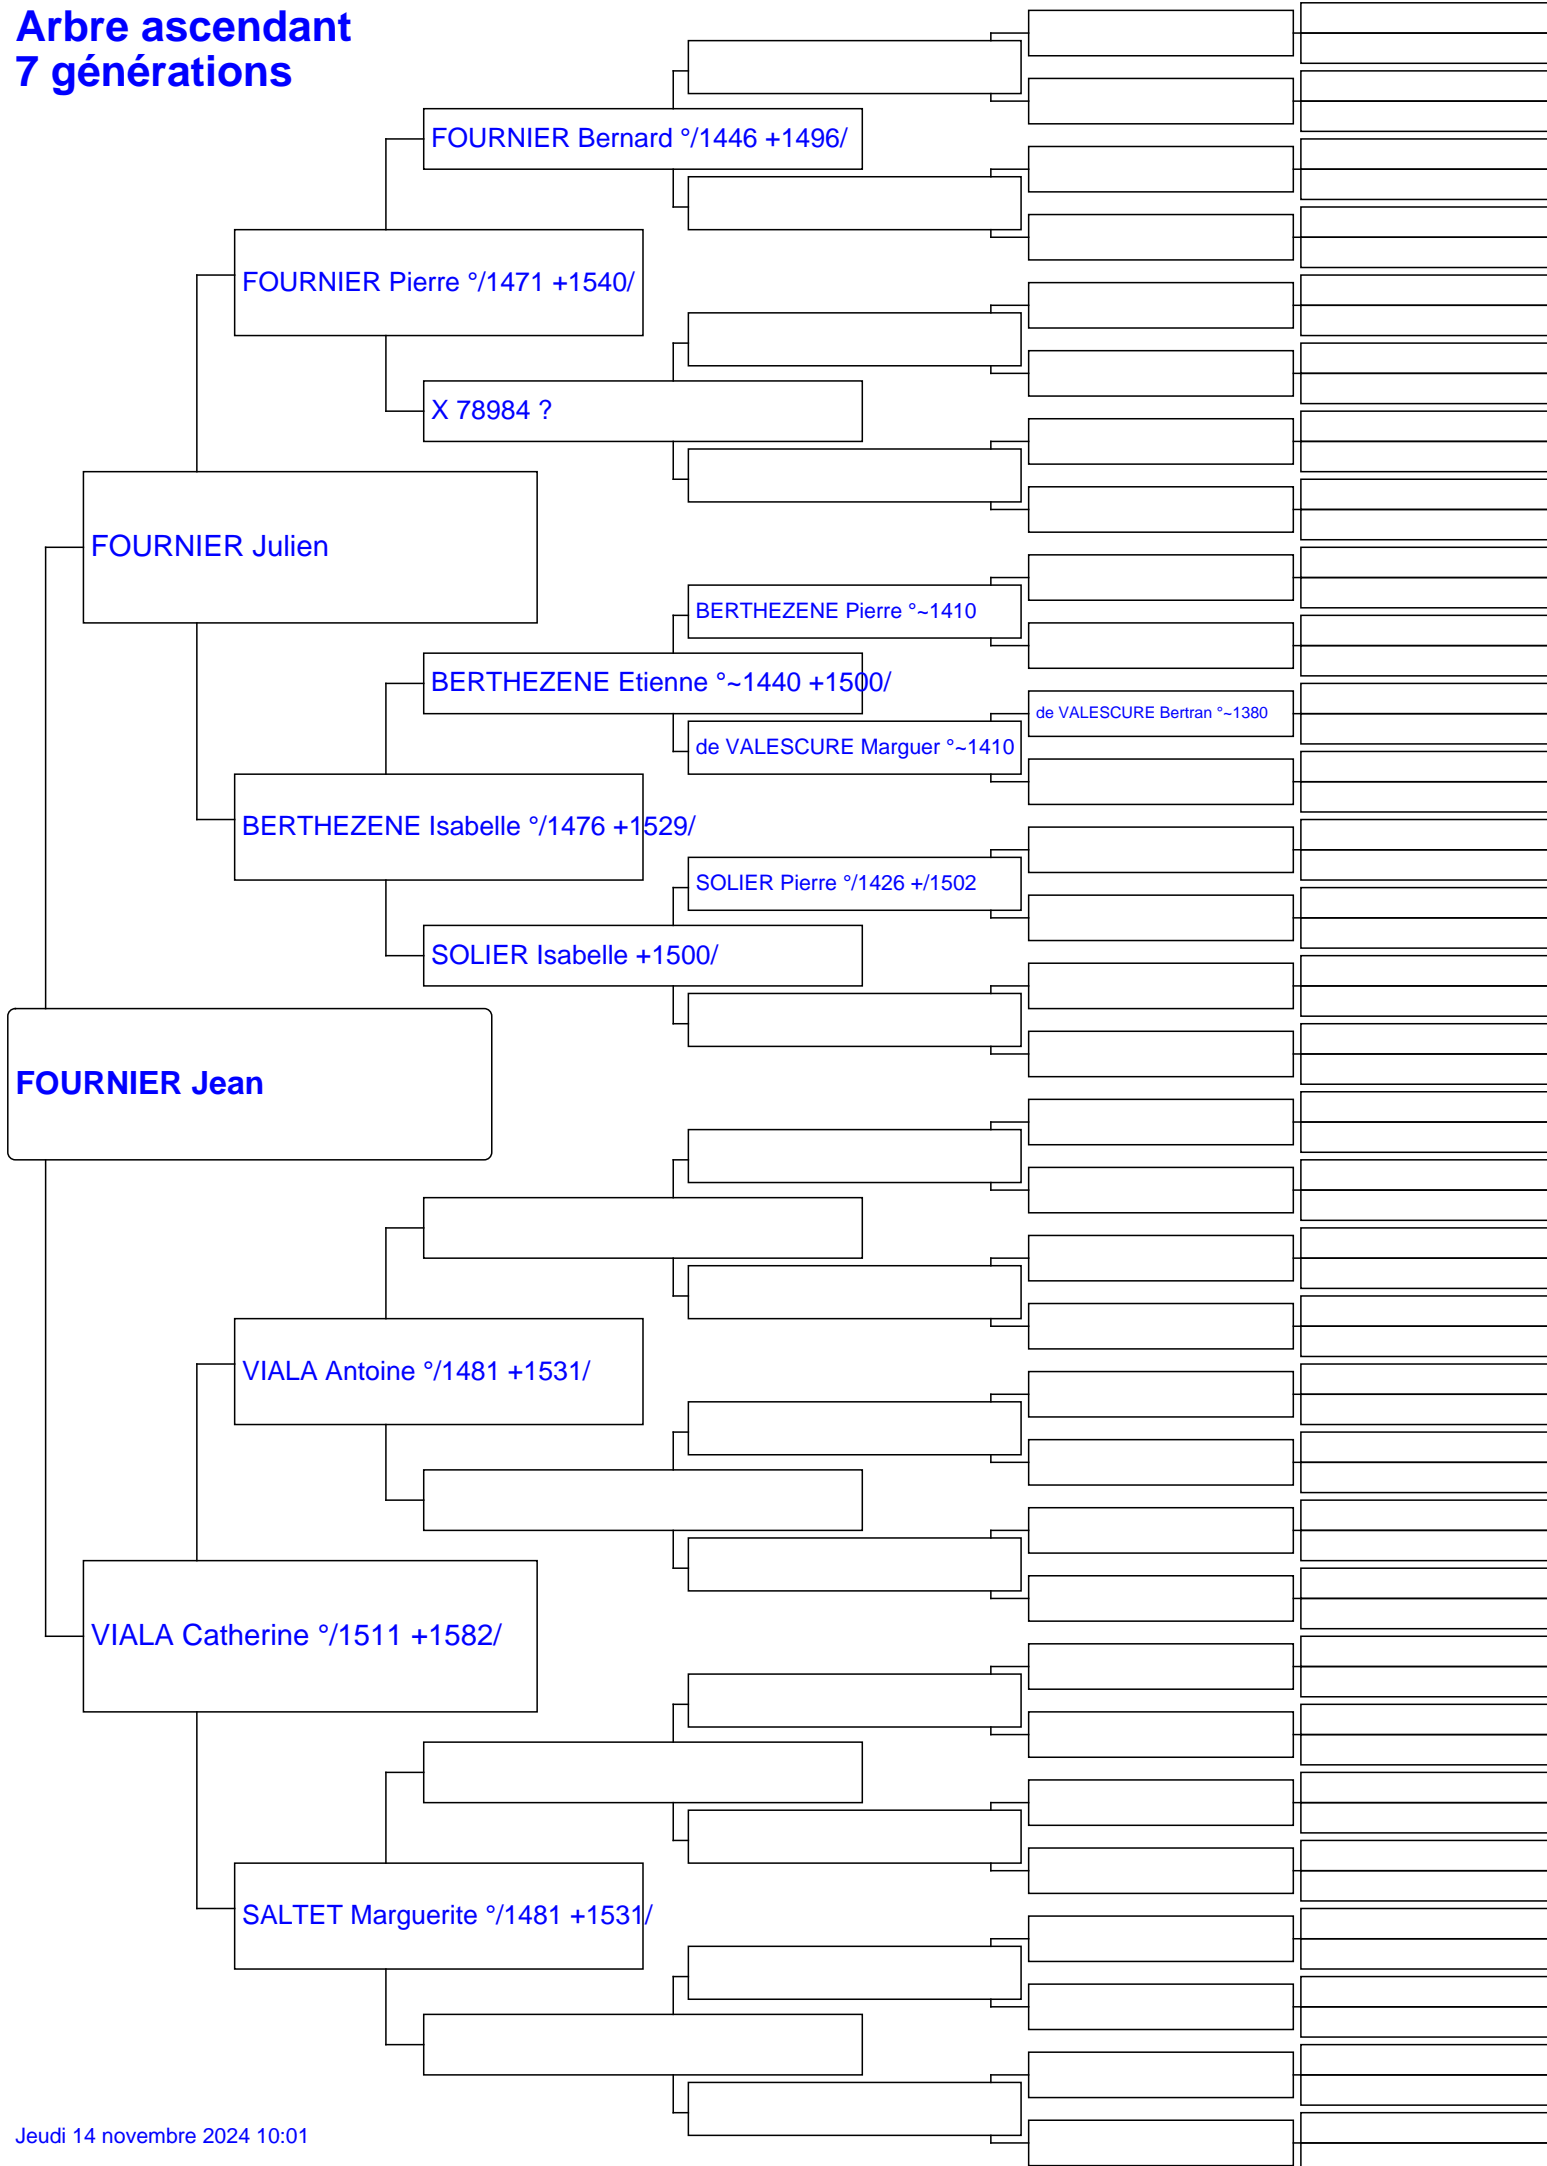 Arbre ascendant
7 générations
FOURNIER Bernard °/1446 +1496/
FOURNIER Pierre °/1471 +1540/
X 78984 ?
FOURNIER Julien
BERTHEZENE Pierre °~1410
BERTHEZENE Etienne °~1440 +1500/
de VALESCURE Bertran °~1380
de VALESCURE Marguer °~1410
BERTHEZENE Isabelle °/1476 +1529/
SOLIER Pierre °/1426 +/1502
SOLIER Isabelle +1500/
FOURNIER Jean
VIALA Antoine °/1481 +1531/
VIALA Catherine °/1511 +1582/
SALTET Marguerite °/1481 +1531/
Jeudi 14 novembre 2024 10:01